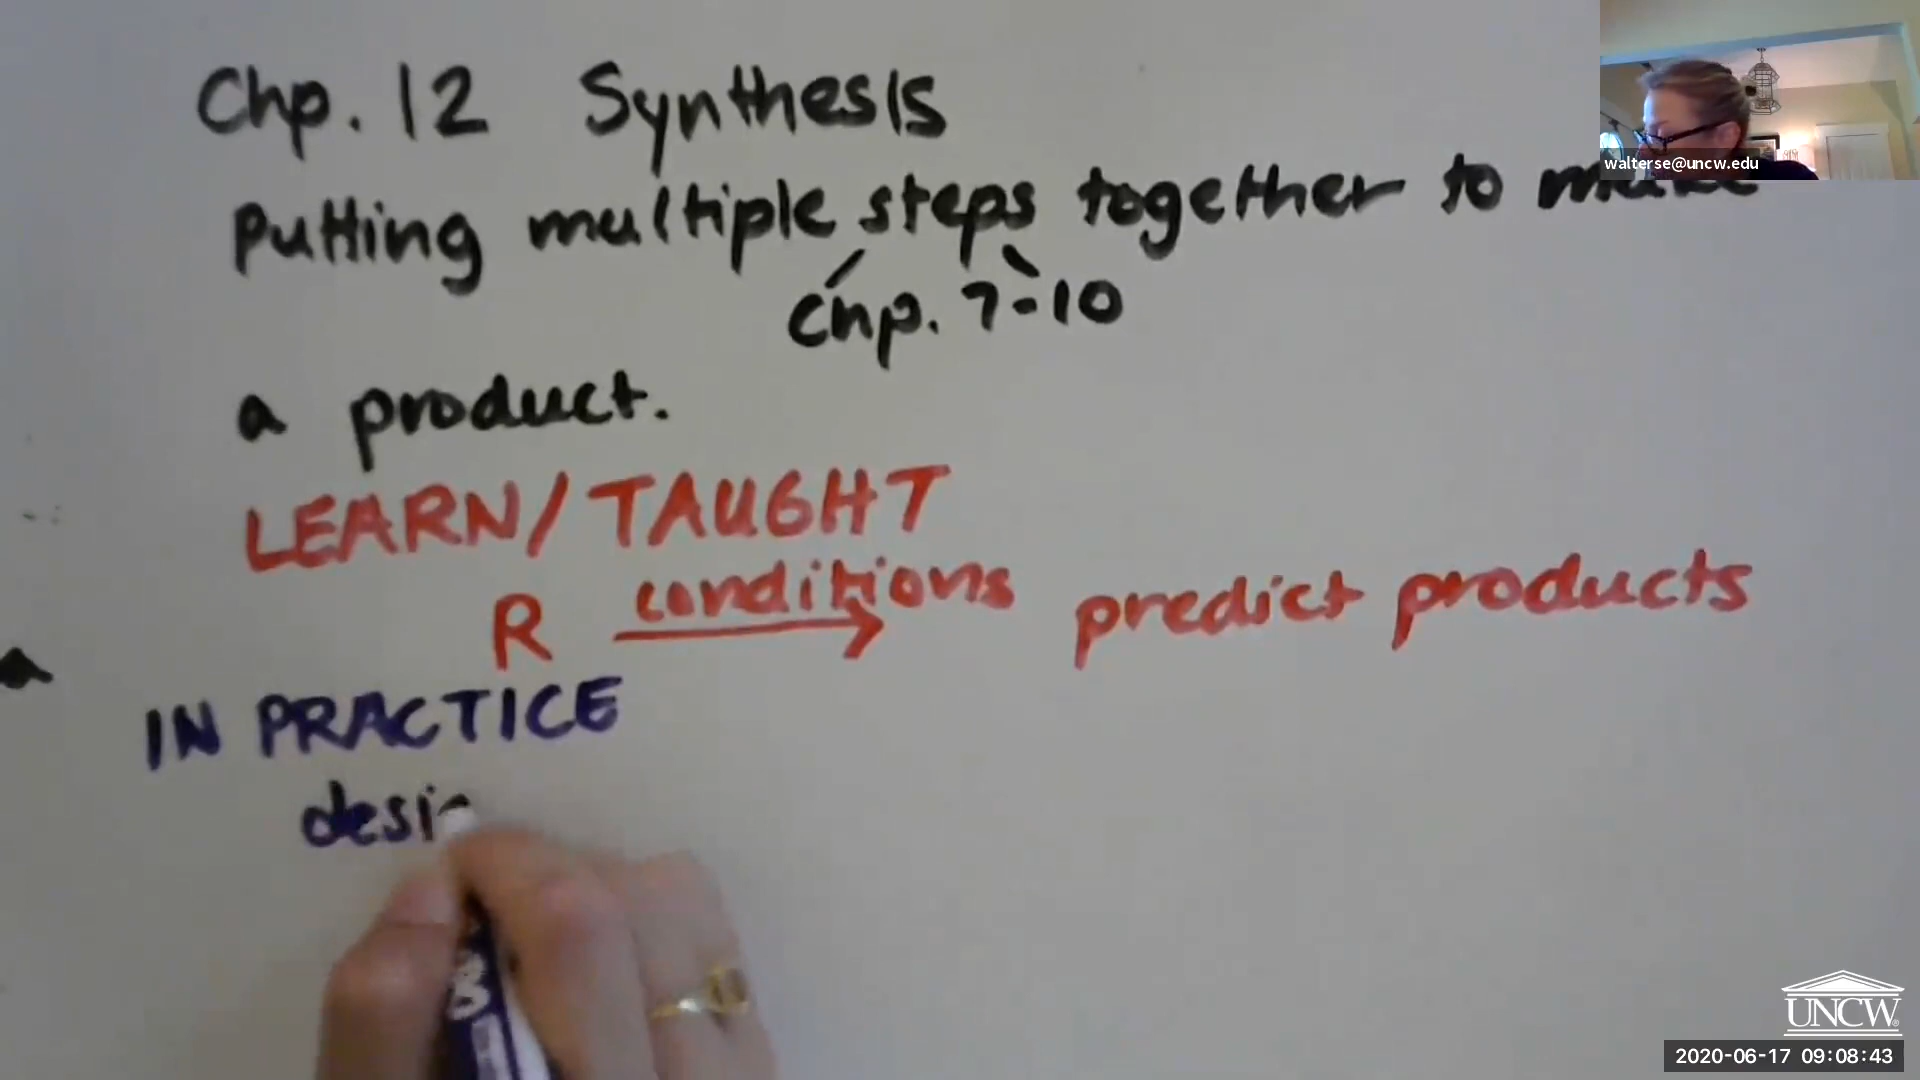 Chp. 12 Synthesis
putting multiple steps together to make
Chp. 7-10
a product.
LEARN/TAUGHT
R conditions predict products
IN PRACTICE
desi
walterse@uncw.edu
UNCW
2020-06-17 09:08:43